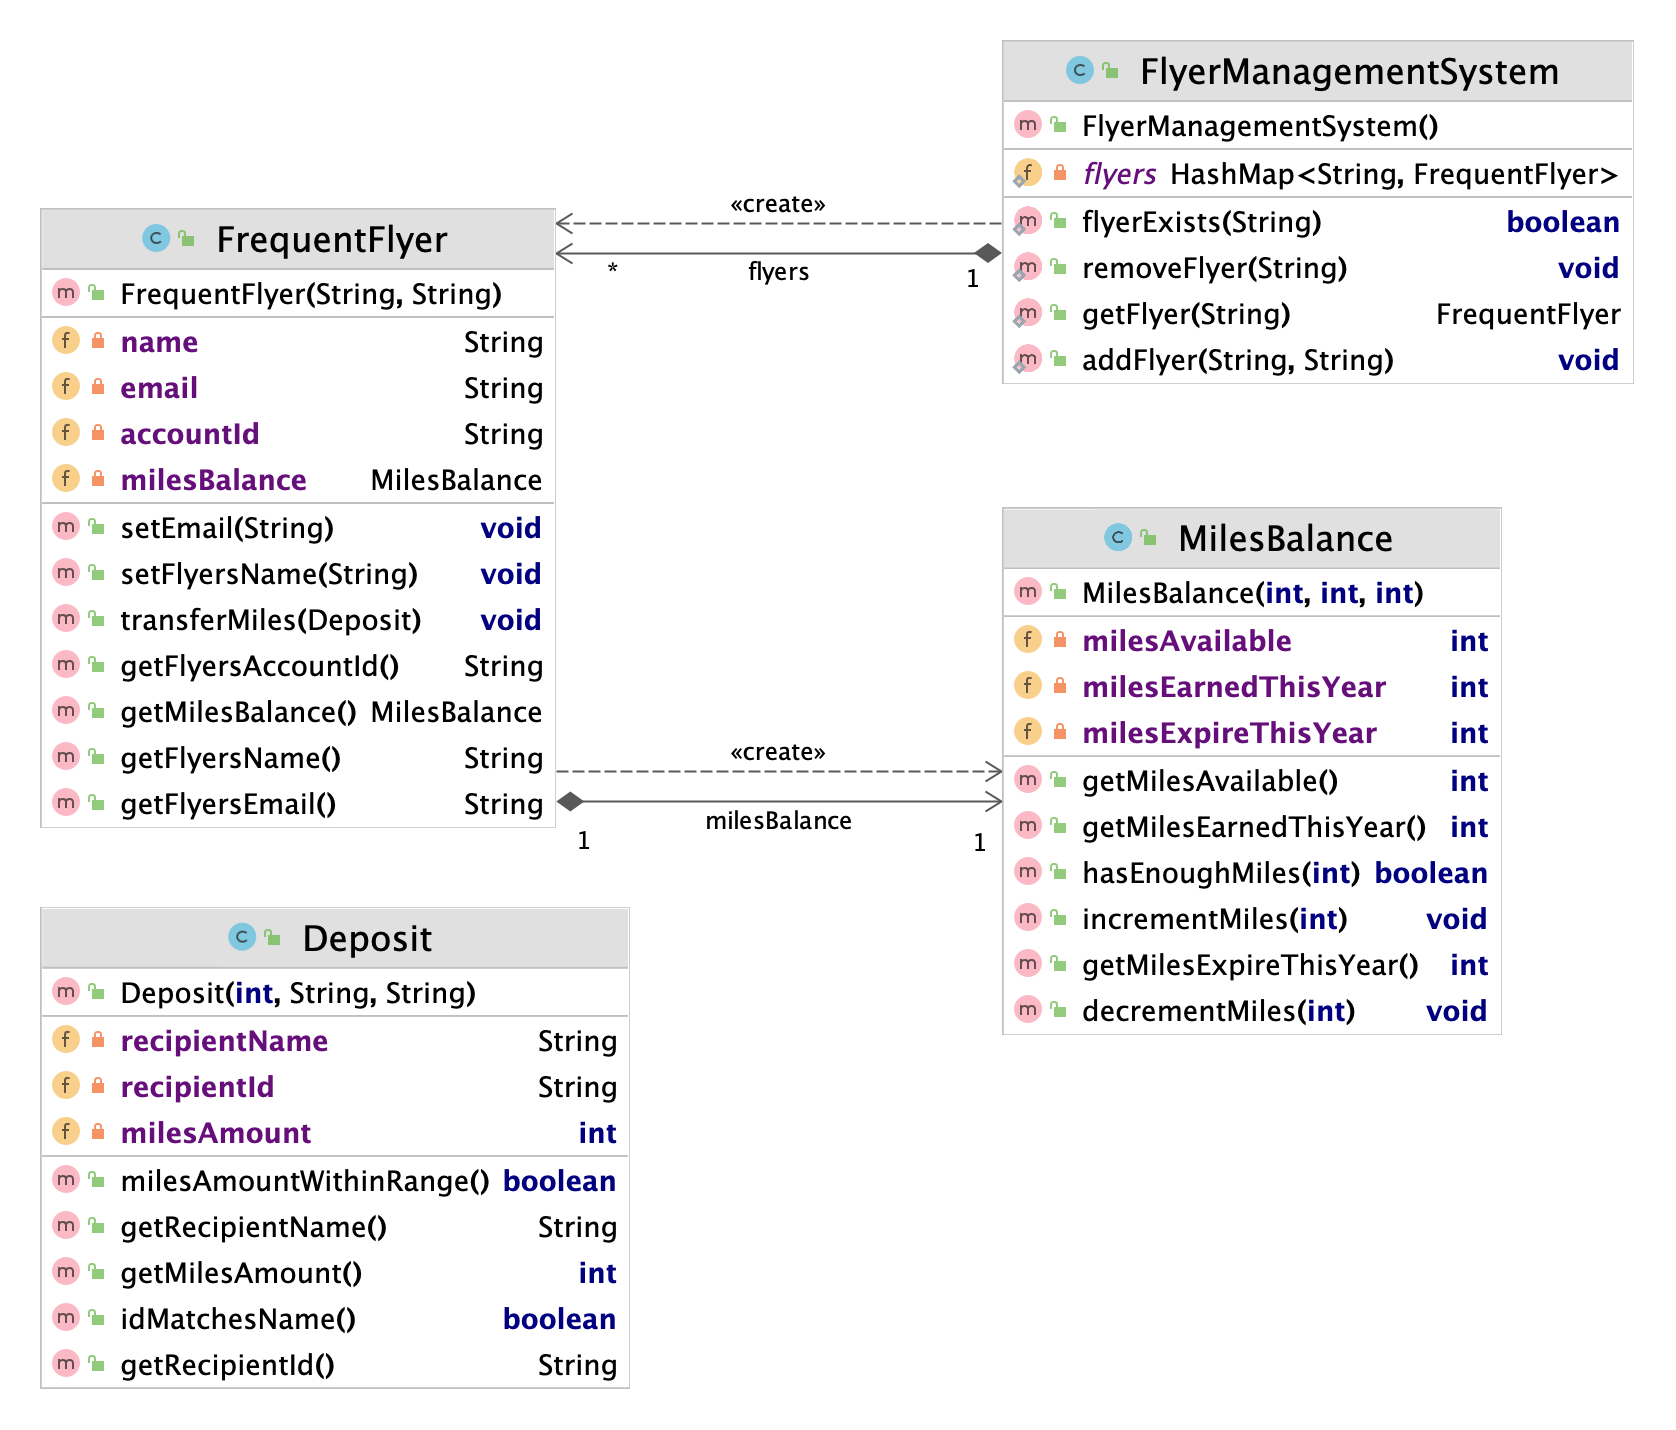 FlyerManagementSystem
FlyerManagementSystem()
flyers HashMap<String, FrequentFlyer>
flyerExists(String) boolean
removeFlyer(String) void
getFlyer(String) FrequentFlyer
addFlyer(String, String) void
«create»
* flyers 1
FrequentFlyer
FrequentFlyer(String, String)
name String
email String
accountId String
milesBalance MilesBalance
setEmail(String) void
setFlyersName(String) void
transferMiles(Deposit) void
getFlyersAccountId() String
getMilesBalance() MilesBalance
getFlyersName() String
getFlyersEmail() String
«create»
milesBalance
1 1
MilesBalance
MilesBalance(int, int, int)
milesAvailable int
milesEarnedThisYear int
milesExpireThisYear int
getMilesAvailable() int
getMilesEarnedThisYear() int
hasEnoughMiles(int) boolean
incrementMiles(int) void
getMilesExpireThisYear() int
decrementMiles(int) void
Deposit
Deposit(int, String, String)
recipientName String
recipientId String
milesAmount int
milesAmountWithinRange() boolean
getRecipientName() String
getMilesAmount() int
idMatchesName() boolean
getRecipientId() String